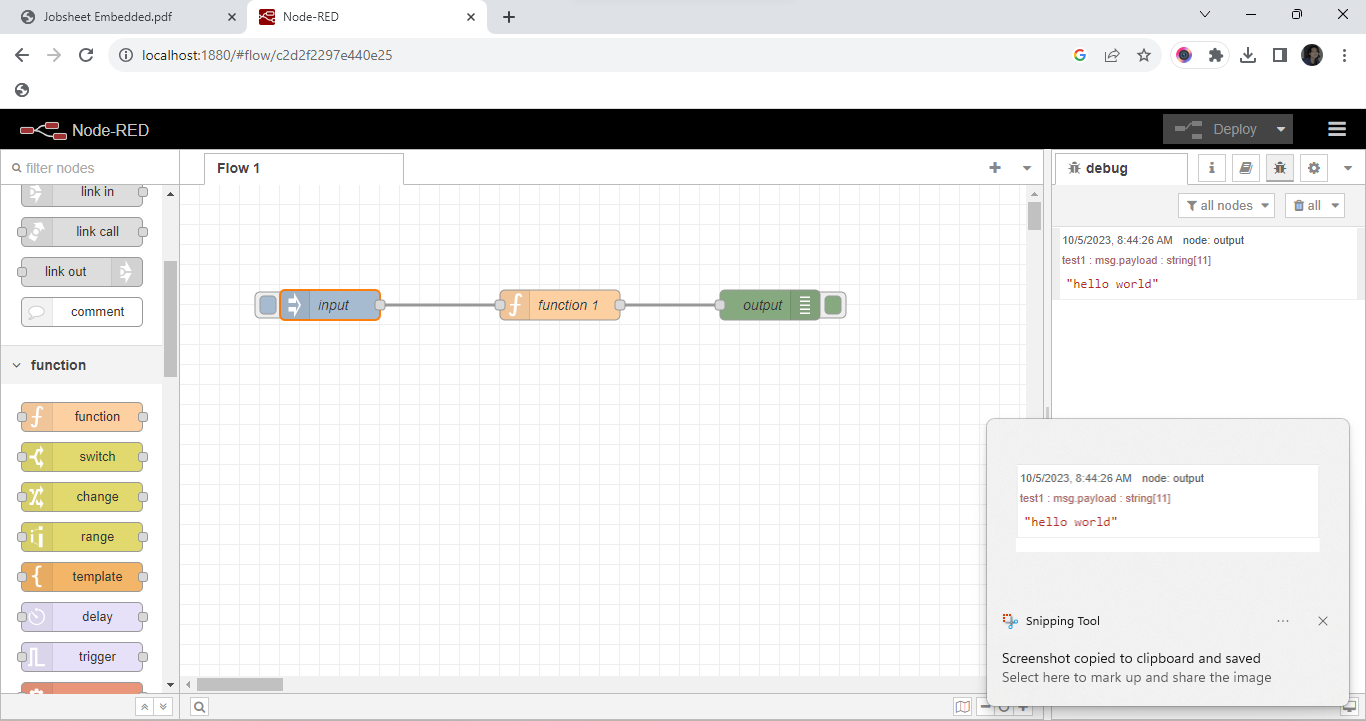 Jobsheet Embedded.pdf
Node-RED
localhost:1880/#flow/c2d2f2297e440e25
Node-RED
Deploy
filter nodes
Flow 1
debug
all nodes
all
link in
link call
link out
comment
function
function
switch
change
range
template
delay
trigger
input
function 1
output
10/5/2023, 8:44:26 AM node: output
test1 : msg.payload : string[11]
"hello world"
10/5/2023, 8:44:26 AM node: output
test1 : msg.payload : string[11]
"hello world"
Snipping Tool
Screenshot copied to clipboard and saved
Select here to mark up and share the image